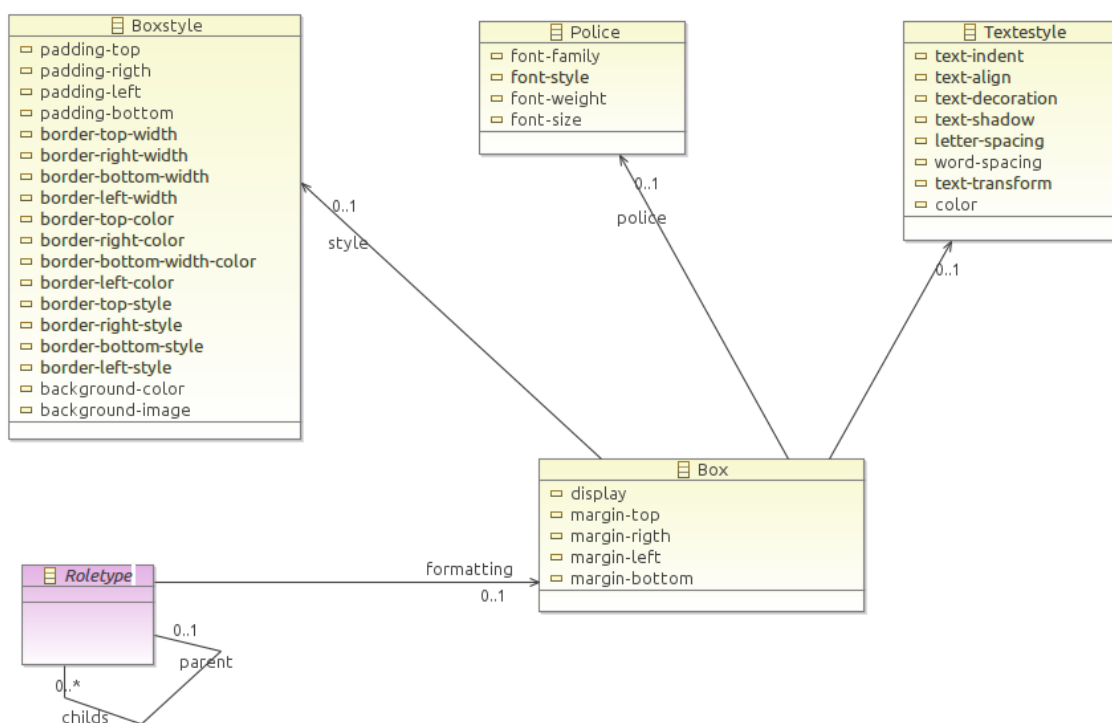 Boxstyle
padding-top
padding-rigth
padding-left
padding-bottom
border-top-width
border-right-width
border-bottom-width
border-left-width
border-top-color
border-right-color
border-bottom-width-color
border-left-color
border-top-style
border-right-style
border-bottom-style
border-left-style
background-color
background-image
Police
font-family
font-style
font-weight
font-size
Textestyle
text-indent
text-align
text-decoration
text-shadow
letter-spacing
word-spacing
text-transform
color
0..1
style
0..1
police
0..1
Box
display
margin-top
margin-rigth
margin-left
margin-bottom
Roletype
formatting
0..1
0..1
parent
0..*
childs